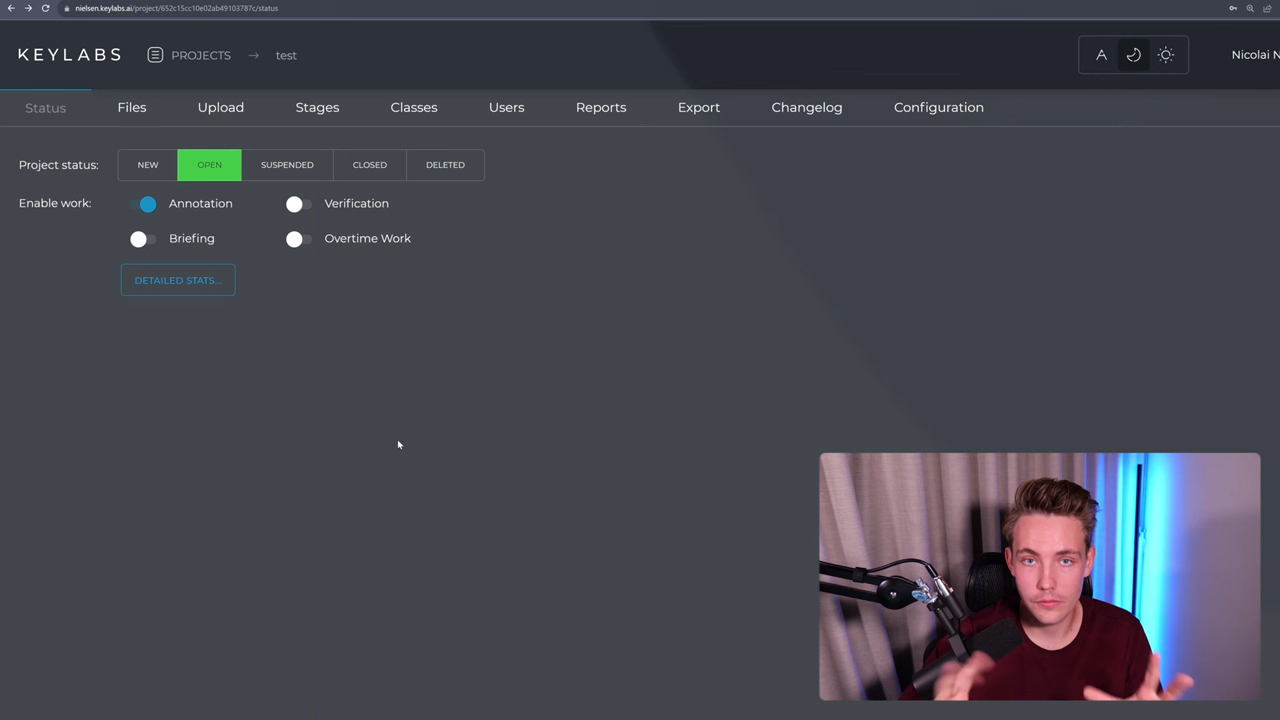 nielsen.keylabs.ai/project/652c15cc10e02ab49103787c/status
KEYLABS PROJECTS → test A Nicolai N
Status Files Upload Stages Classes Users Reports Export Changelog Configuration
Project status: NEW OPEN SUSPENDED CLOSED DELETED
Enable work: Annotation Verification
Briefing Overtime Work
DETAILED STATS...